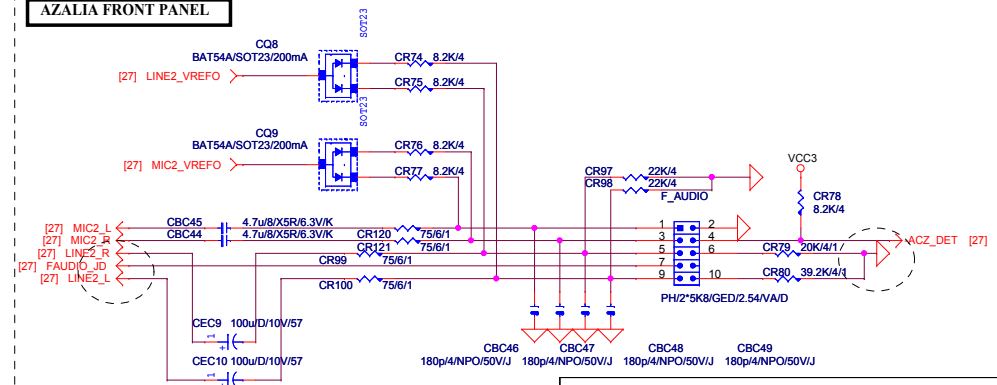 AZALIA FRONT PANEL
SOT23
CQ8
BAT54A/SOT23/200mA
CR74 8.2K/4
[27] LINE2_VREFO
CR75 8.2K/4
SOT23
CQ9
BAT54A/SOT23/200mA
CR76 8.2K/4
[27] MIC2_VREFO
CR77 8.2K/4
CR97 22K/4
CR98 22K/4
F_AUDIO
VCC3
CR78
8.2K/4
[27] MIC2_L CBC45 4.7u/8/X5R/6.3V/K
75/6/1
1 2
[27] MIC2_R CBC44 4.7u/8/X5R/6.3V/K CR120 75/6/1
3 4
ACZ_DET [27]
[27] LINE2_R CR121
5 6 CR79 20K/4/1
[27] FAUDIO_JD CR99 75/6/1
7 8
[27] LINE2_L
9 10 CR80 39.2K/4/1
CR100 75/6/1
PH/2*5K8/GED/2.54/VA/D
CEC9 100u/D/10V/57
1
+
CBC46 CBC47 CBC48 CBC49
180p/4/NPO/50V/J 180p/4/NPO/50V/J 180p/4/NPO/50V/J 180p/4/NPO/50V/J
CEC10 100u/D/10V/57
1
+